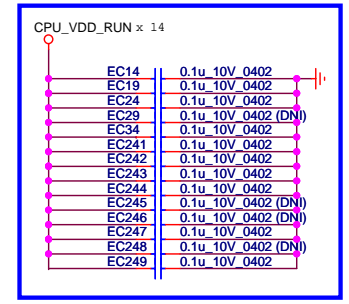 CPU_VDD_RUN x 14
EC14 0.1u_10V_0402
EC19 0.1u_10V_0402
EC24 0.1u_10V_0402
EC29 0.1u_10V_0402 (DNI)
EC34 0.1u_10V_0402
EC241 0.1u_10V_0402
EC242 0.1u_10V_0402
EC243 0.1u_10V_0402
EC244 0.1u_10V_0402
EC245 0.1u_10V_0402 (DNI)
EC246 0.1u_10V_0402 (DNI)
EC247 0.1u_10V_0402
EC248 0.1u_10V_0402 (DNI)
EC249 0.1u_10V_0402